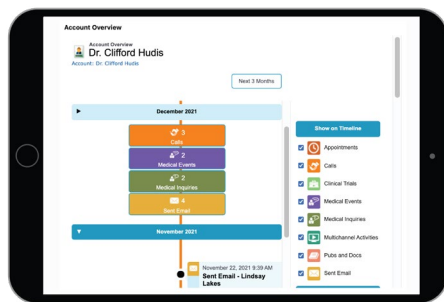 Account Overview
Account Overview
Dr. Clifford Hudis
Account: Dr. Clifford Hudis
Next 3 Months
December 2021
3
Calls
2
Medical Events
2
Medical Inquiries
4
Sent Email
November 2021
November 22, 2021 9:39 AM
Sent Email - Lindsay
Lakes
Show on Timeline
Appointments
Calls
Clinical Trials
Medical Events
Medical Inquiries
Multichannel Activities
Pubs and Docs
Sent Email